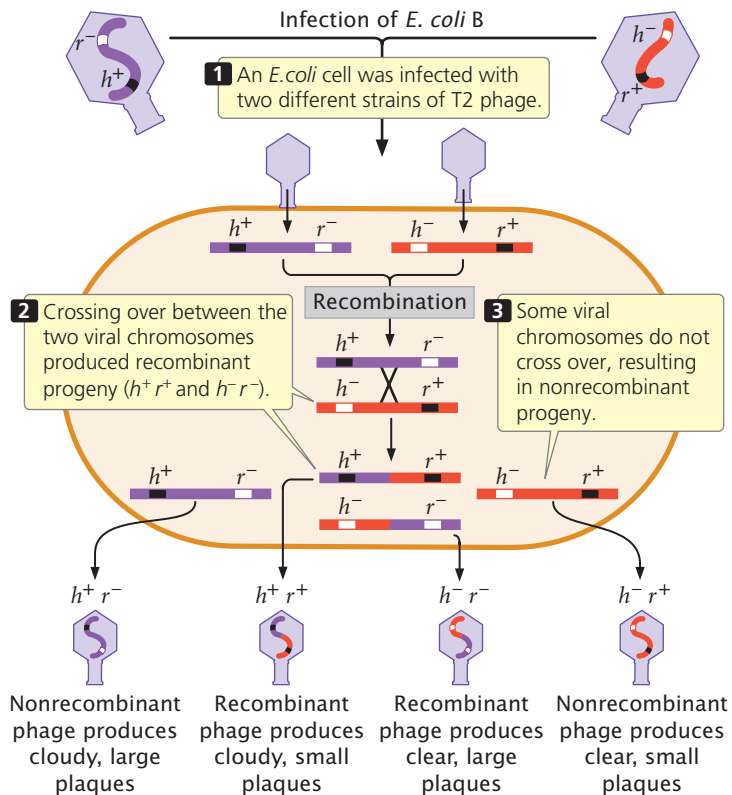 Infection of E. coli B
r⁻
h⁺
h⁻
r⁺
1 An E.coli cell was infected with
two different strains of T2 phage.
h⁺ r⁻
h⁻ r⁺
Recombination
2 Crossing over between the
two viral chromosomes
produced recombinant
progeny (h⁺ r⁺ and h⁻ r⁻).
3 Some viral
chromosomes do not
cross over, resulting
in nonrecombinant
progeny.
h⁺ r⁻
h⁻ r⁺
h⁺ r⁻
h⁺ r⁺
h⁻ r⁺
h⁻ r⁻
h⁺ r⁻
h⁺ r⁺
h⁻ r⁻
h⁻ r⁺
Nonrecombinant
phage produces
cloudy, large
plaques
Recombinant
phage produces
cloudy, small
plaques
Recombinant
phage produces
clear, large
plaques
Nonrecombinant
phage produces
clear, small
plaques